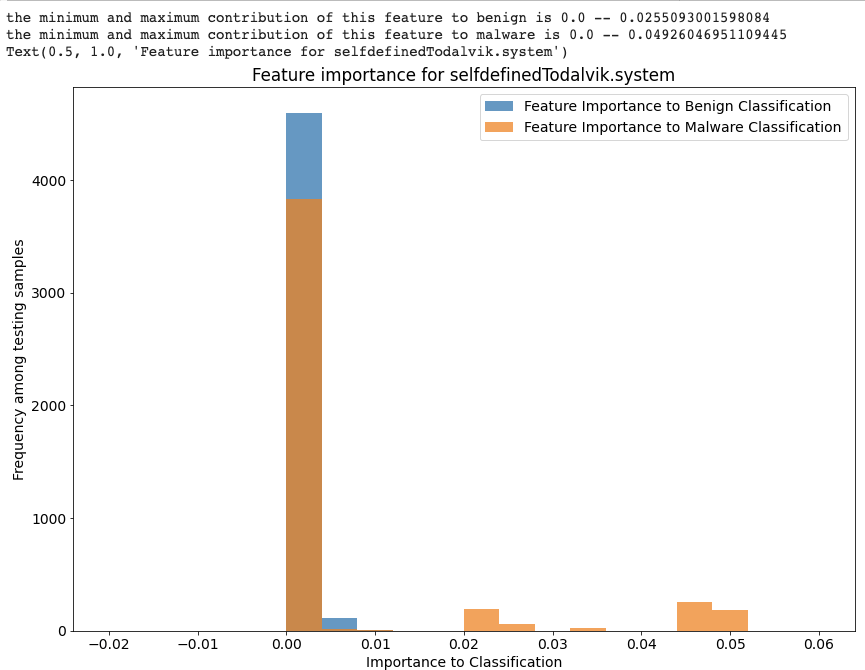 the minimum and maximum contribution of this feature to benign is 0.0 -- 0.0255093001598084
the minimum and maximum contribution of this feature to malware is 0.0 -- 0.04926046951109445
Text(0.5, 1.0, 'Feature importance for selfdefinedTodalvik.system')
Feature importance for selfdefinedTodalvik.system
Feature Importance to Benign Classification
Feature Importance to Malware Classification
Frequency among testing samples
4000
3000
2000
1000
0
−0.02 −0.01 0.00 0.01 0.02 0.03 0.04 0.05 0.06
Importance to Classification